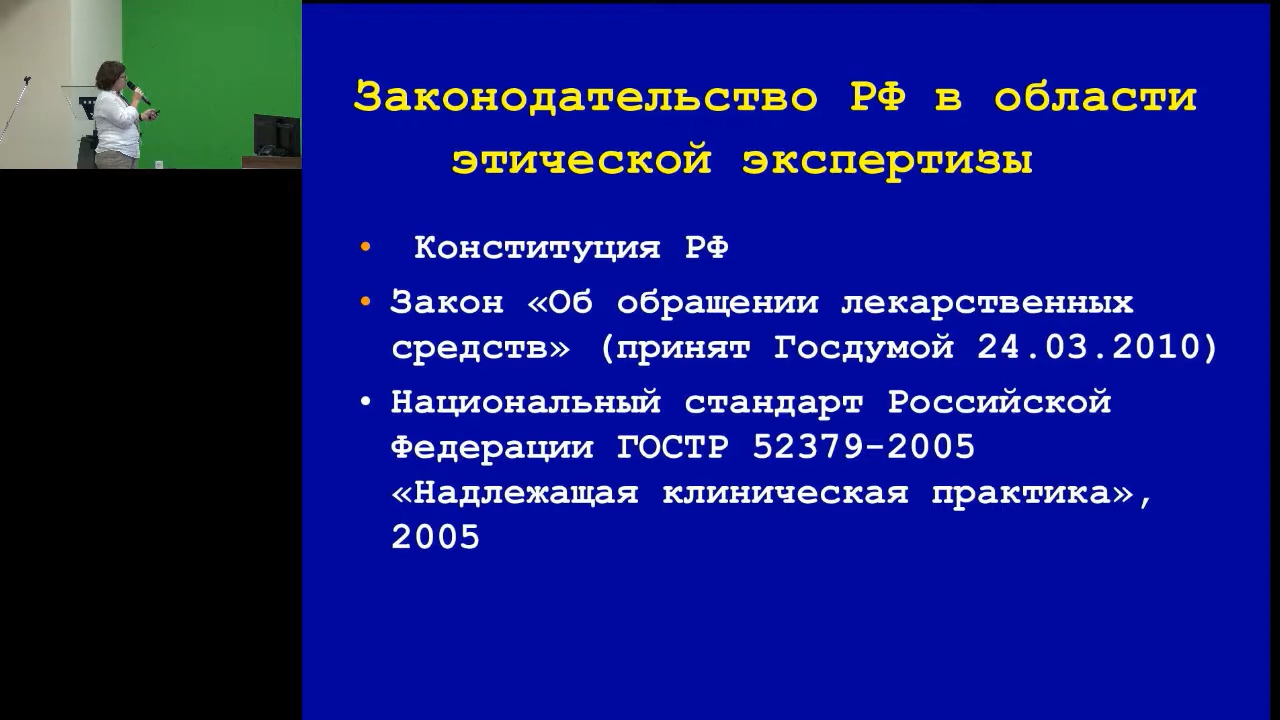 Законодательство РФ в области
этической экспертизы
• Конституция РФ
• Закон «Об обращении лекарственных
средств» (принят Госдумой 24.03.2010)
• Национальный стандарт Российской
Федерации ГОСТР 52379-2005
«Надлежащая клиническая практика»,
2005